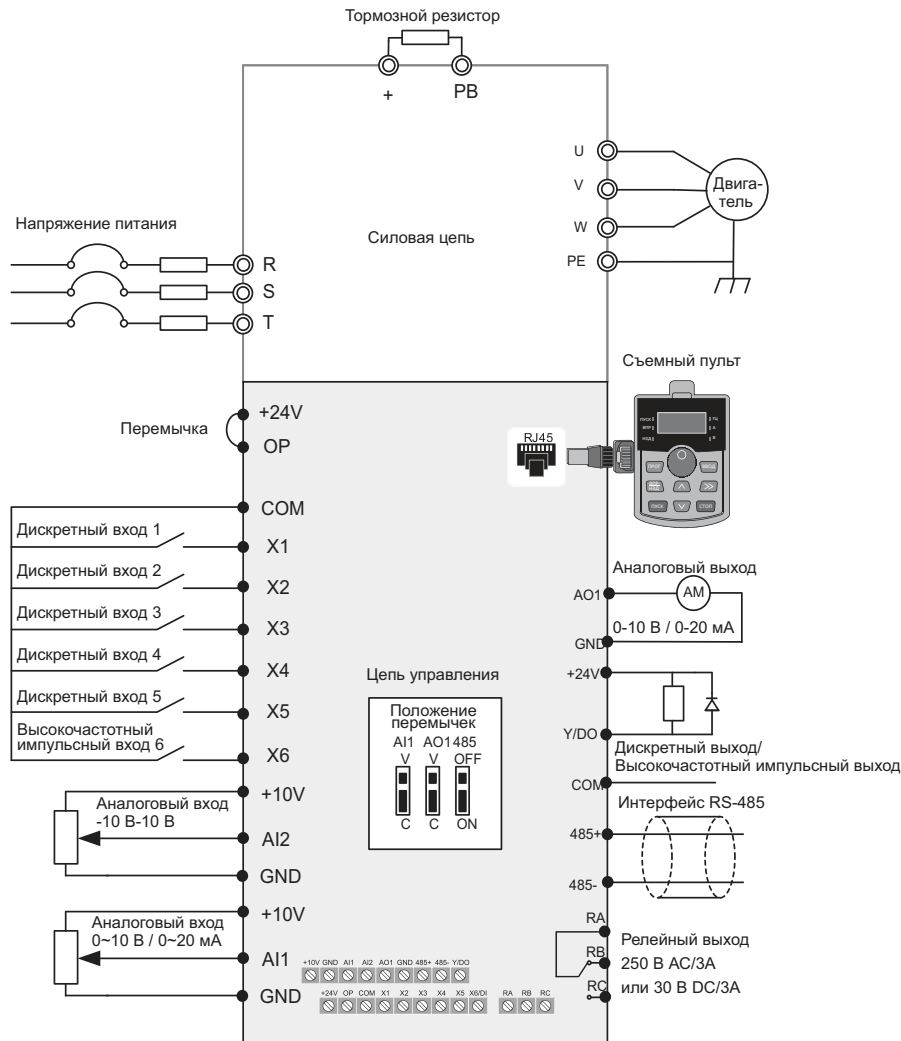 Тормозной резистор
+
PB
U
V
W
PE
Двига-
тель
Напряжение питания
Силовая цепь
R
S
T
Съемный пульт
+24V
Перемычка
OP
RJ45
ПРОГ
ВВОД
ПУСК
СТОП
COM
Дискретный вход 1
X1
Дискретный вход 2
X2
Дискретный вход 3
X3
Дискретный вход 4
X4
Дискретный вход 5
X5
Высокочастотный
импульсный вход 6
X6
Аналоговый выход
AO1
AM
0-10 В / 0-20 мА
GND
+24V
Y/DO
Дискретный выход/
Высокочастотный импульсный выход
COM
Цепь управления
Положение
перемычек
AI1 AO1 485
V V OFF
C C ON
+10V
Аналоговый вход
-10 В-10 В
AI2
GND
Интерфейс RS-485
485+
485-
+10V
Аналоговый вход
0~10 В / 0~20 мА
AI1
GND
RA
RB
RC
Релейный выход
250 В AC/3A
или 30 В DC/3A
+10V GND AI1 AI2 AO1 GND 485+ 485- Y/DO
+24V OP COM X1 X2 X3 X4 X5 X6/DI RA RB RC